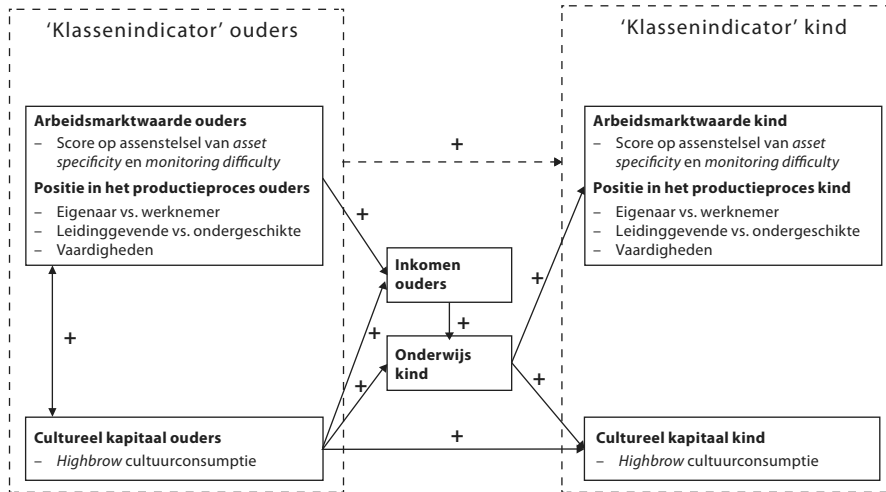 ‘Klassenindicator’ ouders
‘Klassenindicator’ kind
Arbeidsmarktwaarde ouders
– Score op assenstelsel van asset
specificity en monitoring difficulty
Positie in het productieproces ouders
– Eigenaar vs. werknemer
– Leidinggevende vs. ondergeschikte
– Vaardigheden
+
Arbeidsmarktwaarde kind
– Score op assenstelsel van asset
specificity en monitoring difficulty
Positie in het productieproces kind
– Eigenaar vs. werknemer
– Leidinggevende vs. ondergeschikte
– Vaardigheden
+
Inkomen
ouders
+
+
+
+
Onderwijs
kind
+
+
Cultureel kapitaal ouders
– Highbrow cultuurconsumptie
+
Cultureel kapitaal kind
– Highbrow cultuurconsumptie